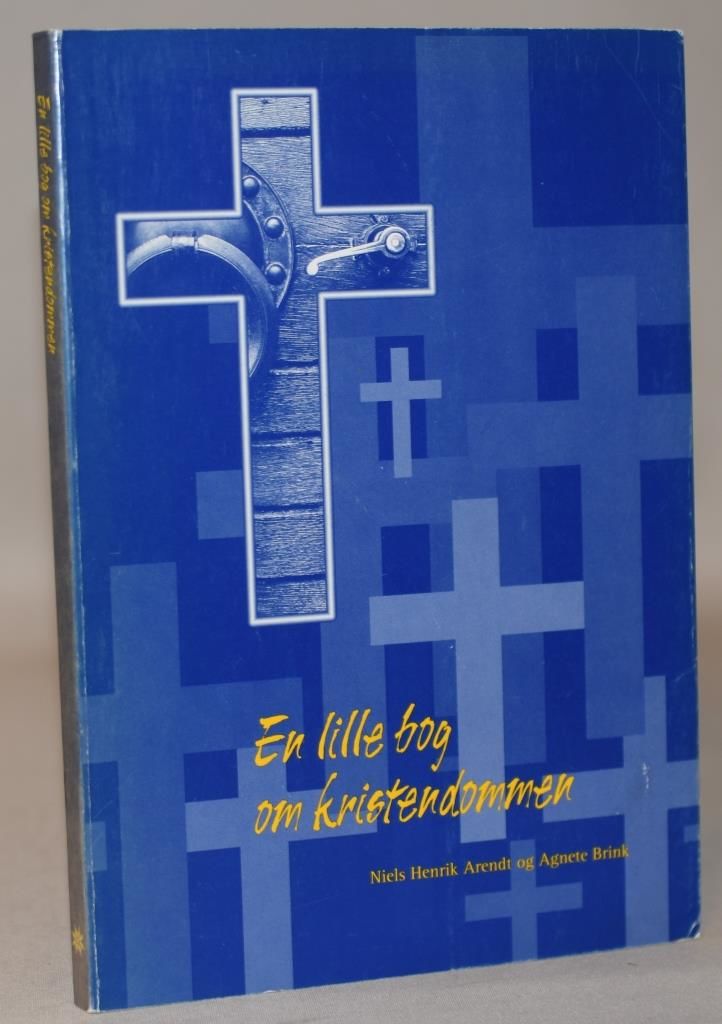 En lille bog om kristendommen
En lille bog
om kristendommen
Niels Henrik Arendt og Agnete Brink